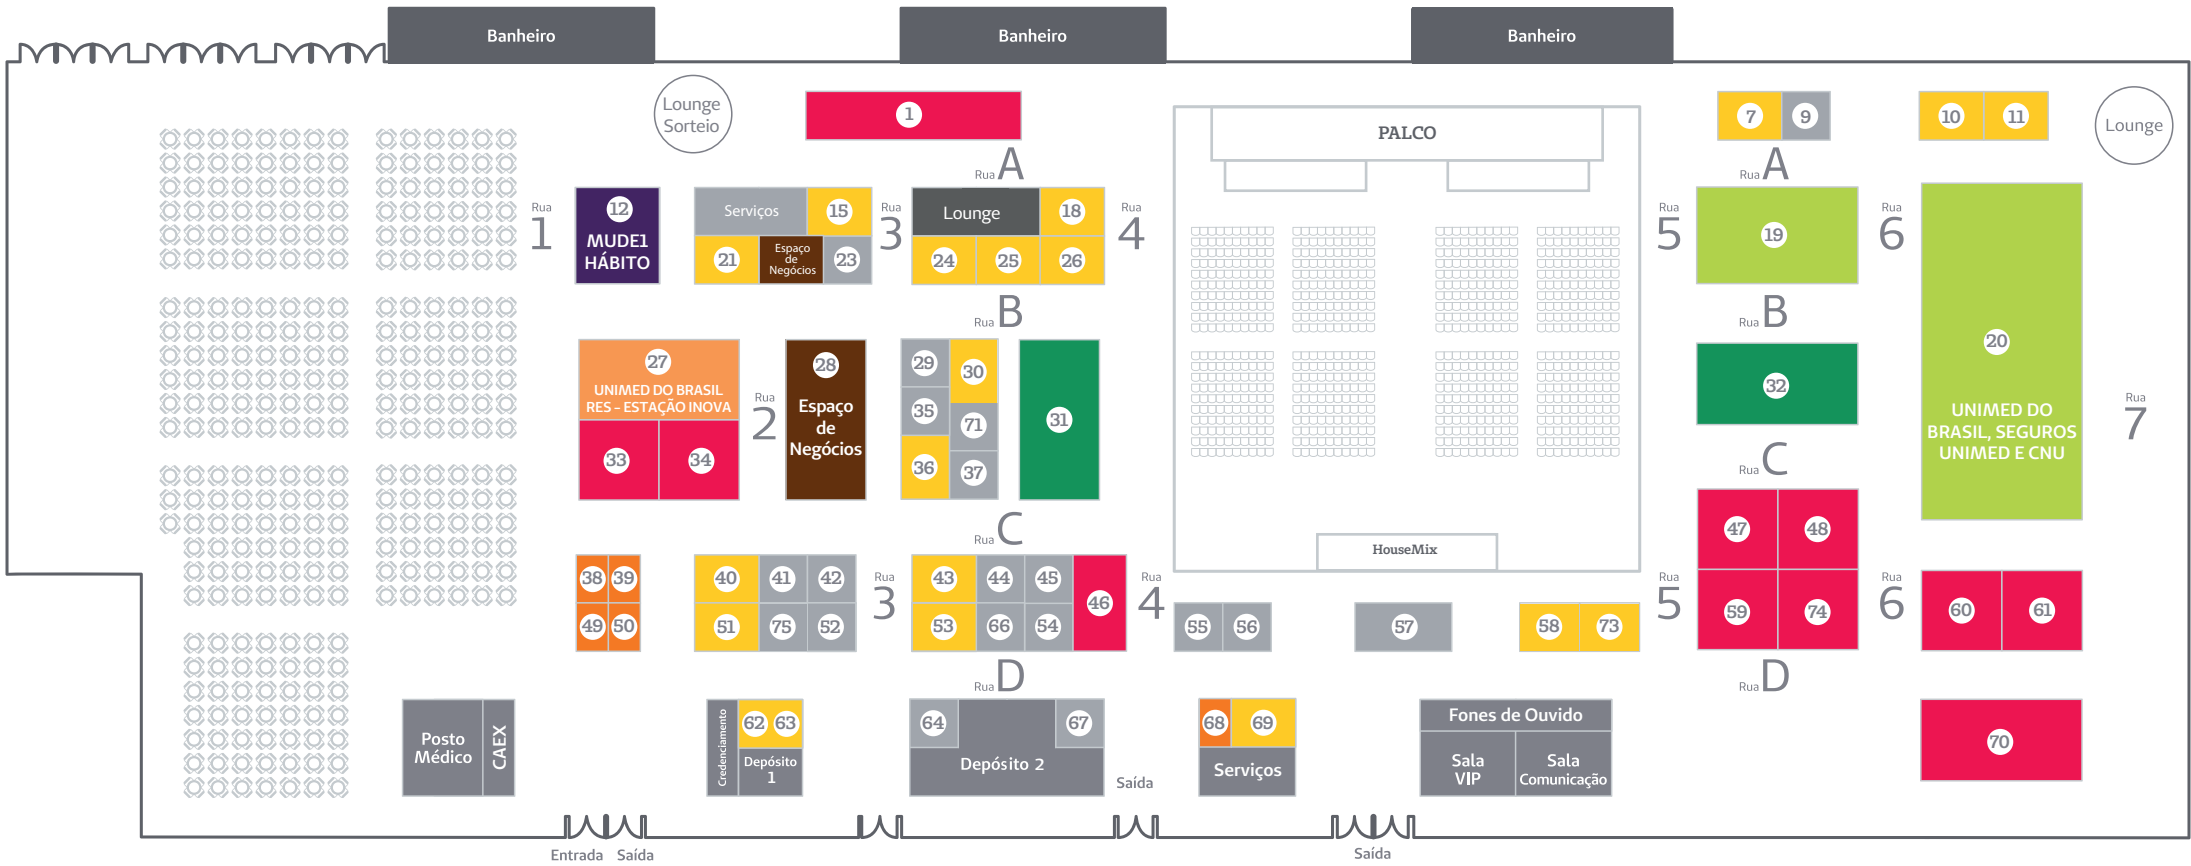 Banheiro
Banheiro
Banheiro
Lounge
Sorteio
1
PALCO
7
9
10
11
Lounge
Rua A
Rua A
Rua
1
12
MUDE1
HÁBITO
Serviços
15
Rua
3
Lounge
18
Rua
4
Rua
5
19
Rua
6
21
Espaço
de
Negócios
23
24
25
26
Rua B
Rua B
20
UNIMED DO
BRASIL, SEGUROS
UNIMED E CNU
27
UNIMED DO BRASIL
RES - ESTAÇÃO INOVA
28
Espaço
de
Negócios
29
30
31
32
Rua
2
35
71
33
34
36
37
Rua
7
Rua C
Rua C
47
48
HouseMix
38
39
40
41
42
Rua
3
43
44
45
46
Rua
4
Rua
5
Rua
6
49
50
51
75
52
53
66
54
55
56
57
58
73
59
74
60
61
Rua D
Rua D
Posto
Médico
CAEX
Credenciamento
62
63
Depósito
1
64
67
Depósito 2
Saída
68
69
Serviços
Fones de Ouvido
Sala
VIP
Sala
Comunicação
70
Entrada
Saída
Saída